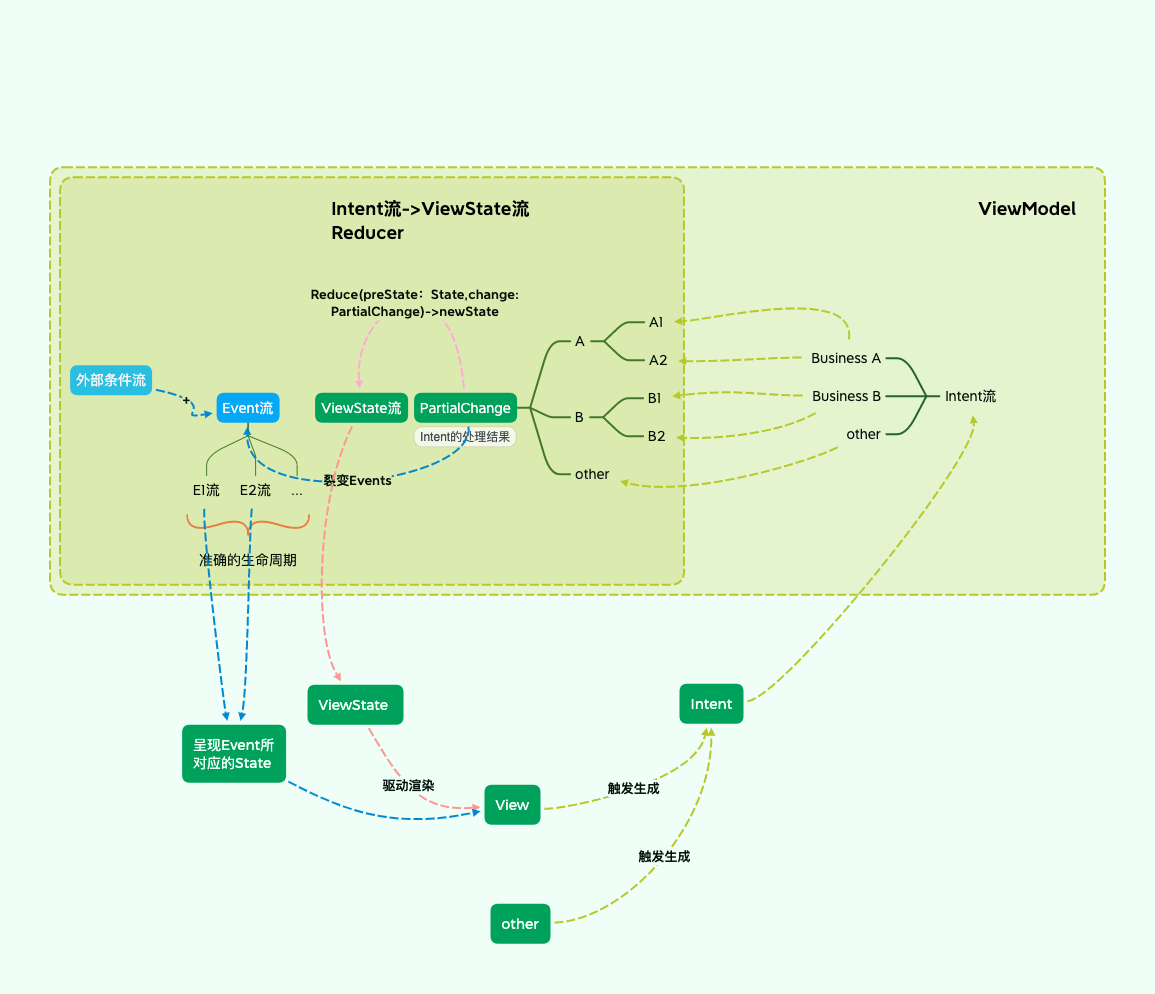 Intent流->ViewState流
Reducer
ViewModel
Reduce(preState：State,change:
PartialChange)->newState
A1
A
A2
Business A
外部条件流
+
Event流
ViewState流
PartialChange
B1
Business B
Intent流
B
Intent的处理结果
B2
other
other
裂变Events
E1流
E2流
...
准确的生命周期
ViewState
Intent
呈现Event所
对应的State
驱动渲染
触发生成
View
触发生成
other